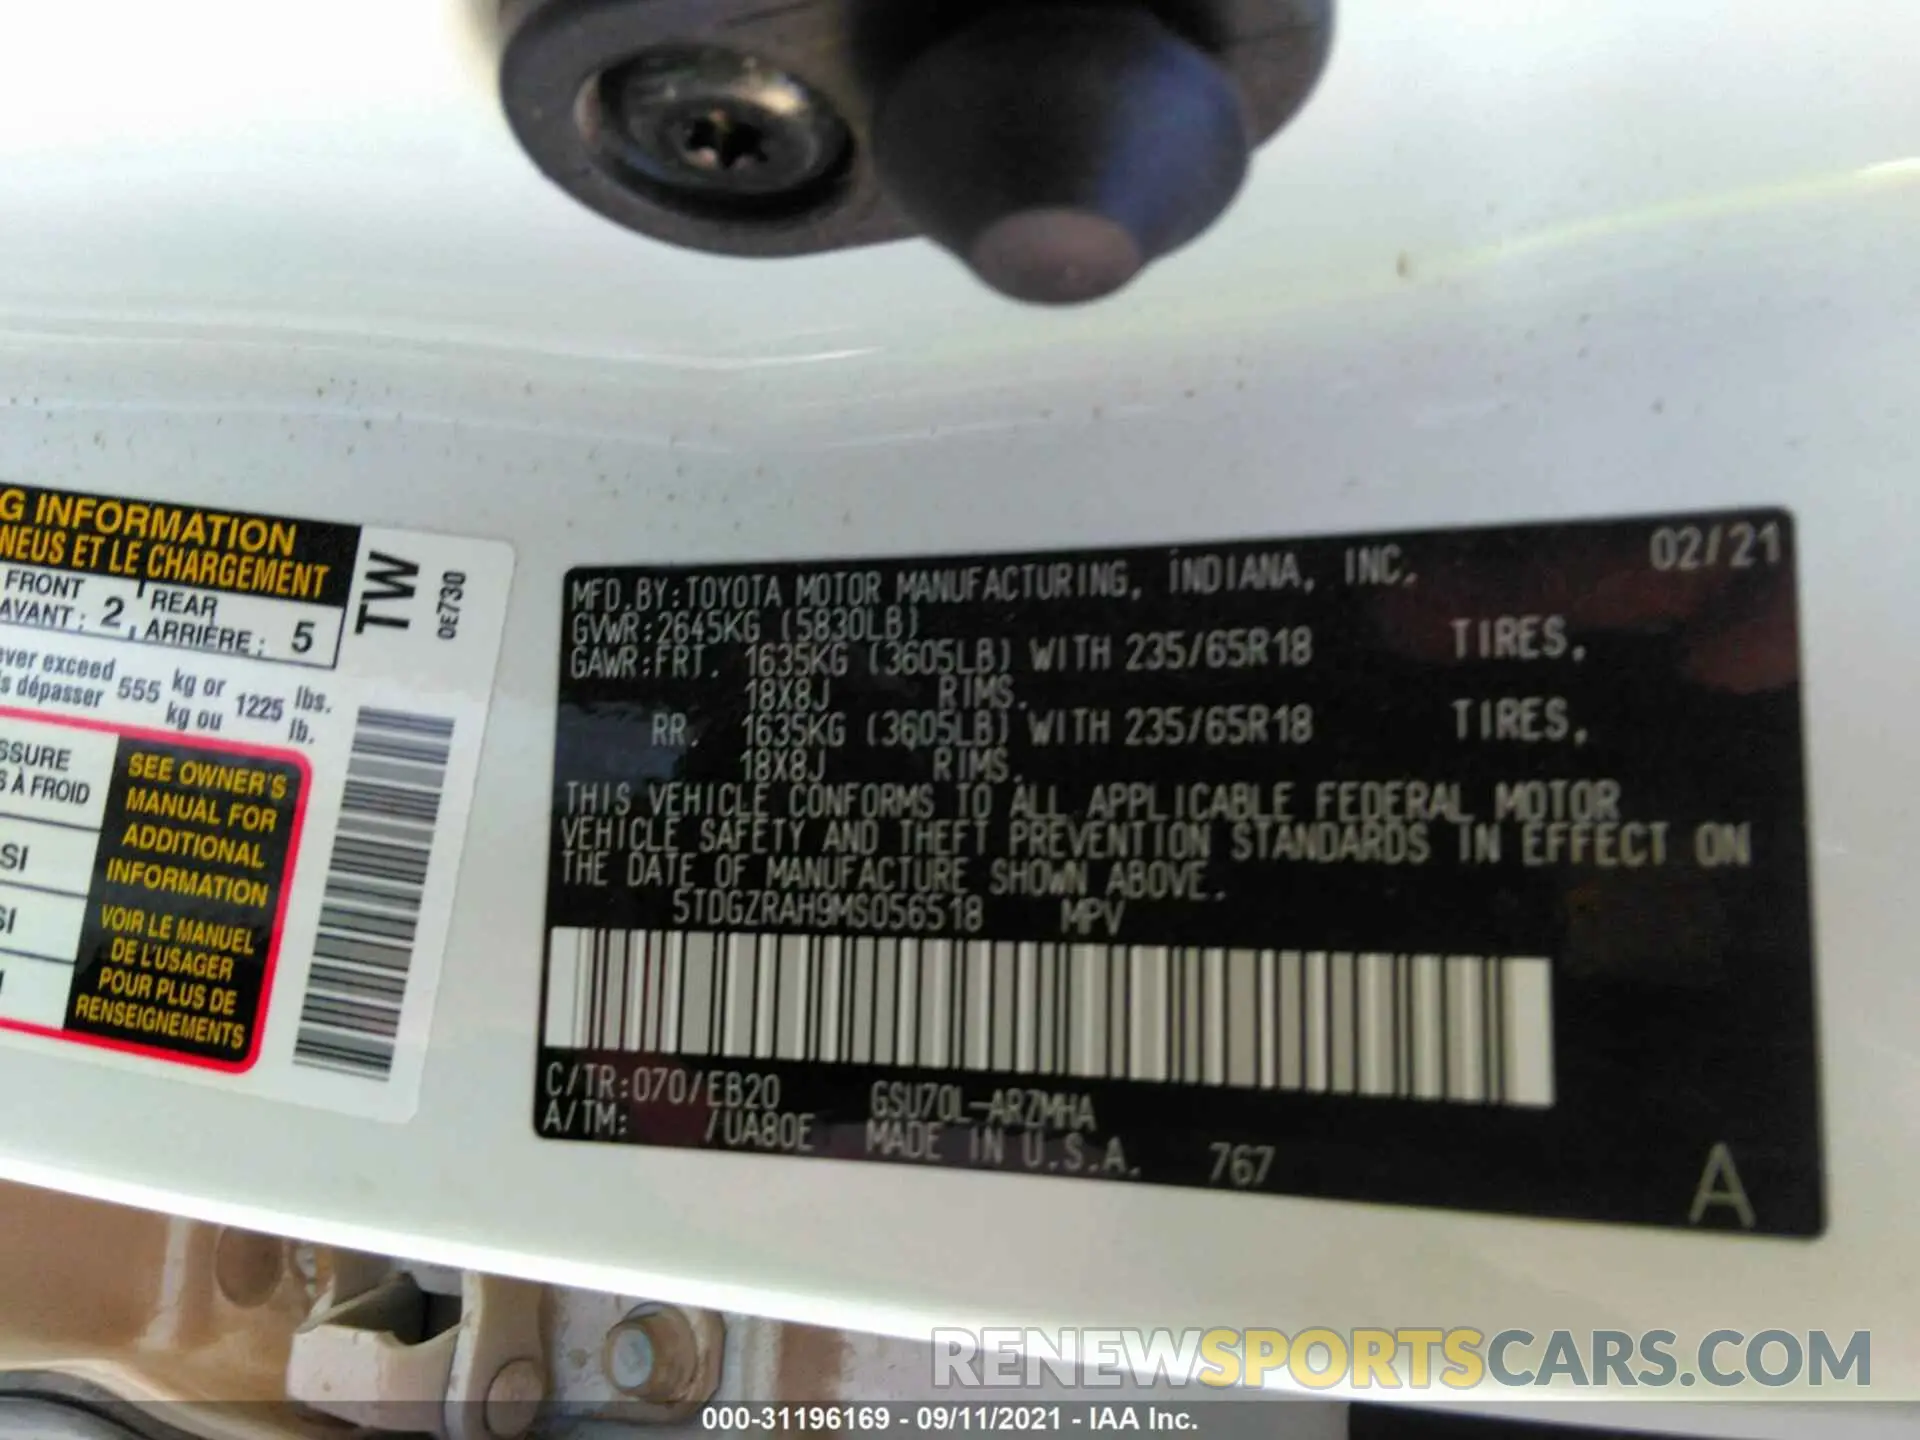 G INFORMATION
NEUS ET LE CHARGEMENT
FRONT
AVANT : 2 , REAR
ARRIÈRE : 5
ever exceed 555 kg or 1225 lbs.
s dépasser kg ou lb.
SSURE
S À FROID
SI
SI
SEE OWNER'S
MANUAL FOR
ADDITIONAL
INFORMATION
VOIR LE MANUEL
DE L'USAGER
POUR PLUS DE
RENSEIGNEMENTS
TW
0E730
MFD.BY:TOYOTA MOTOR MANUFACTURING, INDIANA, INC. 02/21
GVWR:2645KG (5830LB)
GAWR:FRT. 1635KG (3605LB) WITH 235/65R18 TIRES,
18X8J RIMS.
RR. 1635KG (3605LB) WITH 235/65R18 TIRES,
18X8J RIMS.
THIS VEHICLE CONFORMS TO ALL APPLICABLE FEDERAL MOTOR
VEHICLE SAFETY AND THEFT PREVENTION STANDARDS IN EFFECT ON
THE DATE OF MANUFACTURE SHOWN ABOVE.
5TDGZRAH9MS056518 MPV
C/TR:070/EB20 GSU70L-ARZMHA
A/TM: /UA80E MADE IN U.S.A. 767
A
RENEWSPORTSCARS.COM
000-31196169 - 09/11/2021 - IAA Inc.